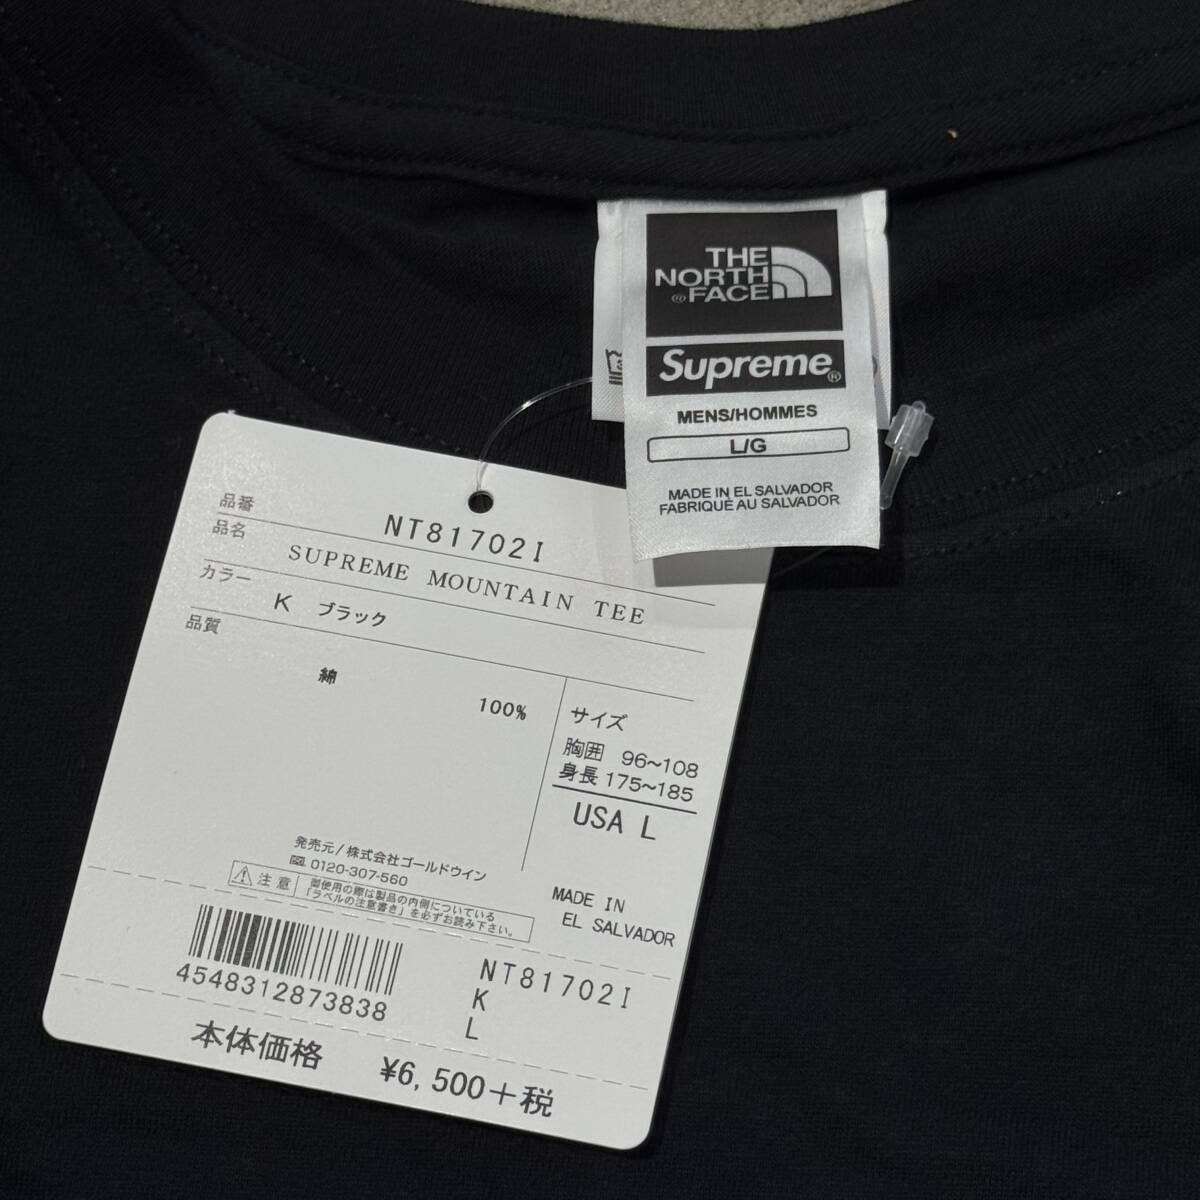 THE
NORTH
® FACE
Supreme®
MENS/HOMMES
L/G
MADE IN EL SALVADOR
FABRIQUÉ AU SALVADOR
品番 NT81702I
品名 SUPREME MOUNTAIN TEE
カラー K ブラック
品質
綿 100%
サイズ
胸囲 96~108
身長 175~185
USA L
発売元/株式会社ゴールドウイン
0120-307-560
注意
御使用の際は製品の内側についている
「ラベルの注意書き」を必ずお読み下さい。
MADE IN
EL SALVADOR
4548312873838
NT81702I
K
L
本体価格 ¥6,500+税